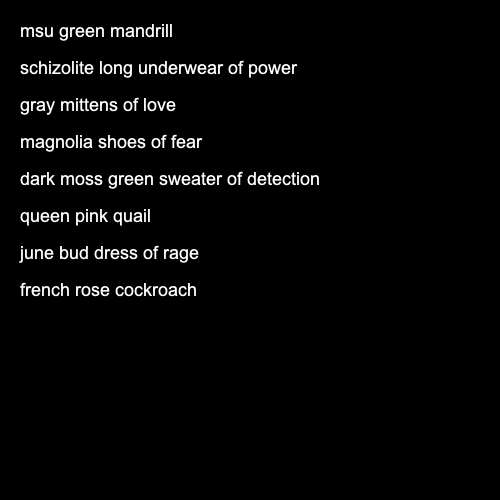 msu green mandrill
schizolite long underwear of power
gray mittens of love
magnolia shoes of fear
dark moss green sweater of detection
queen pink quail
june bud dress of rage
french rose cockroach